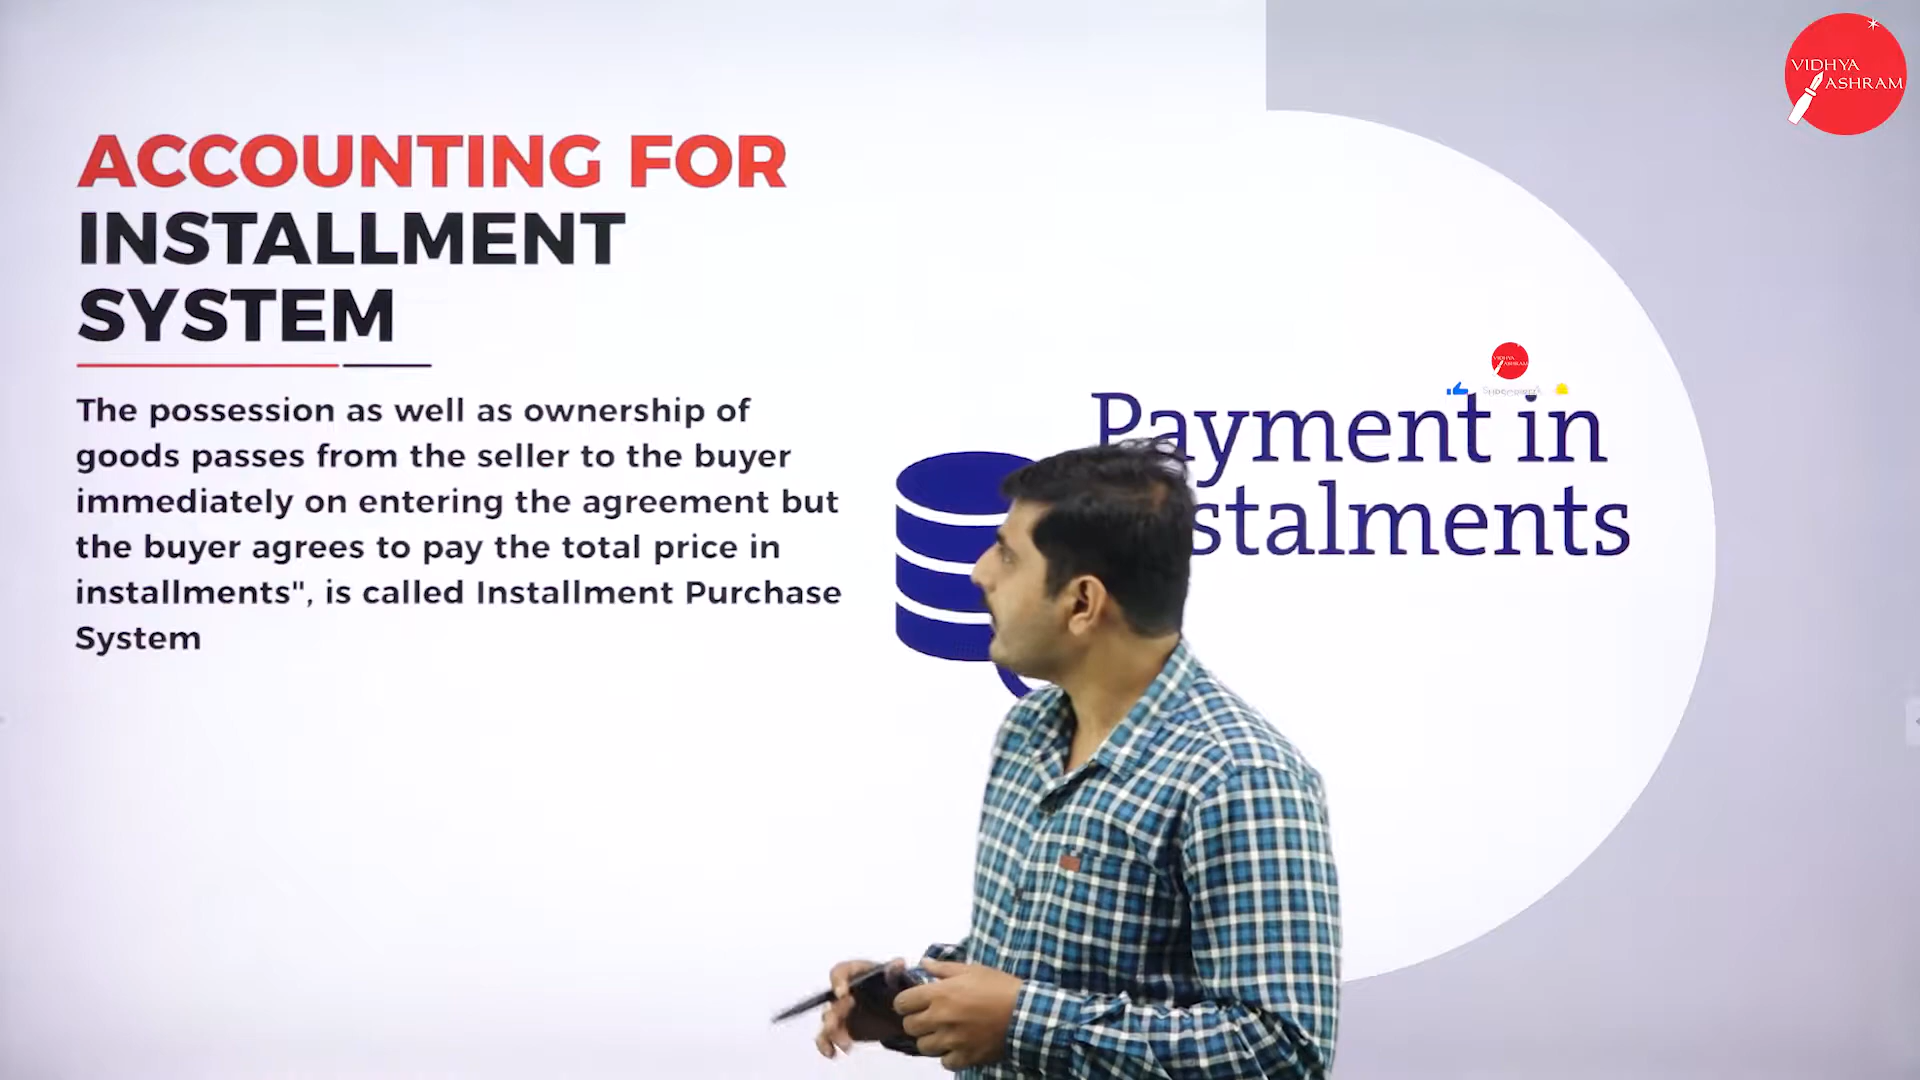 VIDHYA
ASHRAM
ACCOUNTING FOR
INSTALLMENT
SYSTEM
The possession as well as ownership of
goods passes from the seller to the buyer
immediately on entering the agreement but
the buyer agrees to pay the total price in
installments", is called Installment Purchase
System
VIDHYA
ASHRAM
Payment in
stalments